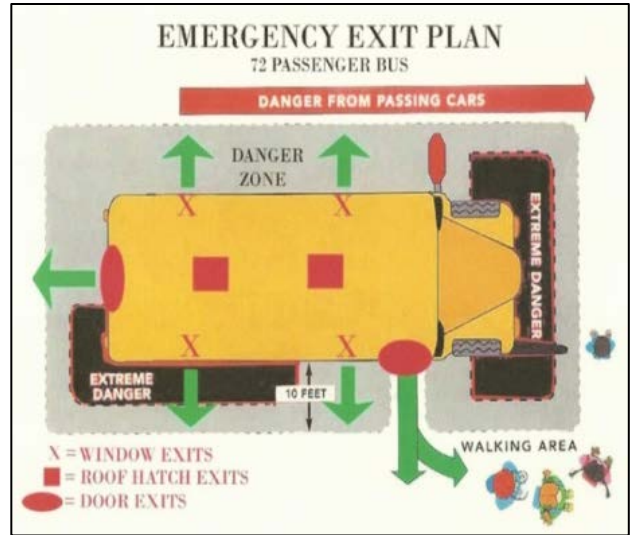 EMERGENCY EXIT PLAN
72 PASSENGER BUS
DANGER FROM PASSING CARS
DANGER
ZONE
X
X
EXTREME DANGER
X
X
EXTREME
DANGER
10 FEET
WALKING AREA
X = WINDOW EXITS
= ROOF HATCH EXITS
= DOOR EXITS